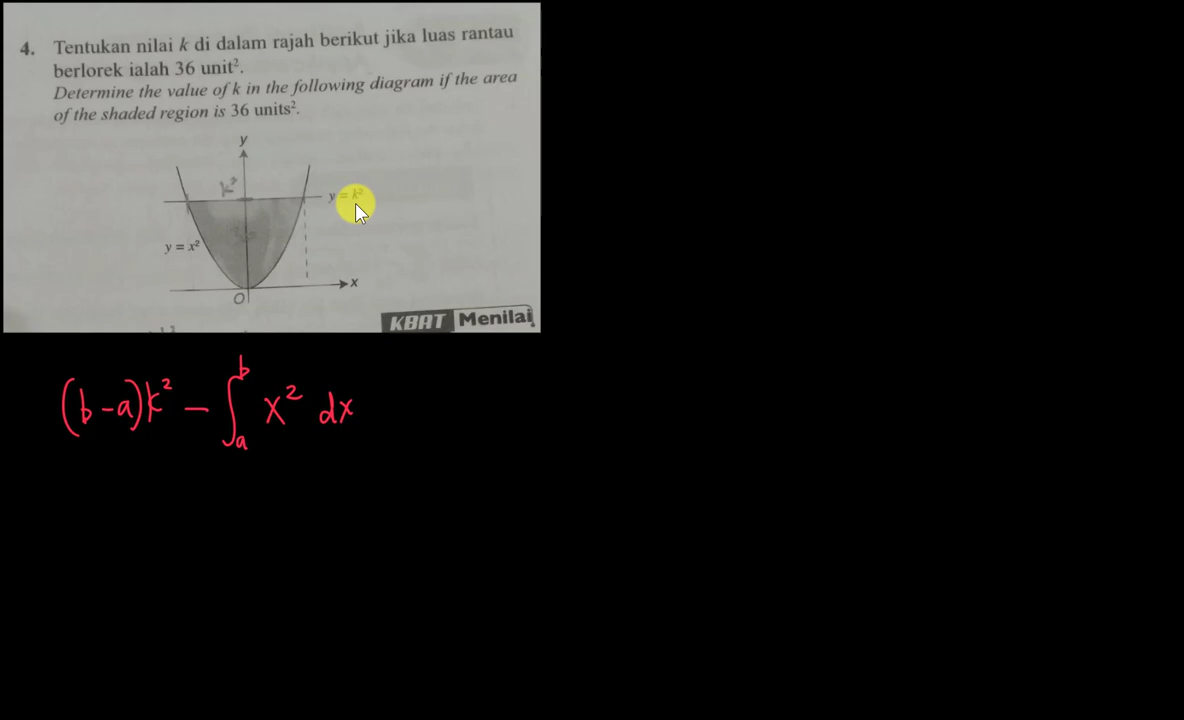 4. Tentukan nilai k di dalam rajah berikut jika luas rantau
berlorek ialah 36 unit².
Determine the value of k in the following diagram if the area
of the shaded region is 36 units².
y
k²
y = k²
y = x²
x
O
KBAT Menilai
(b-a)k² - ∫ₐᵇ x² dx